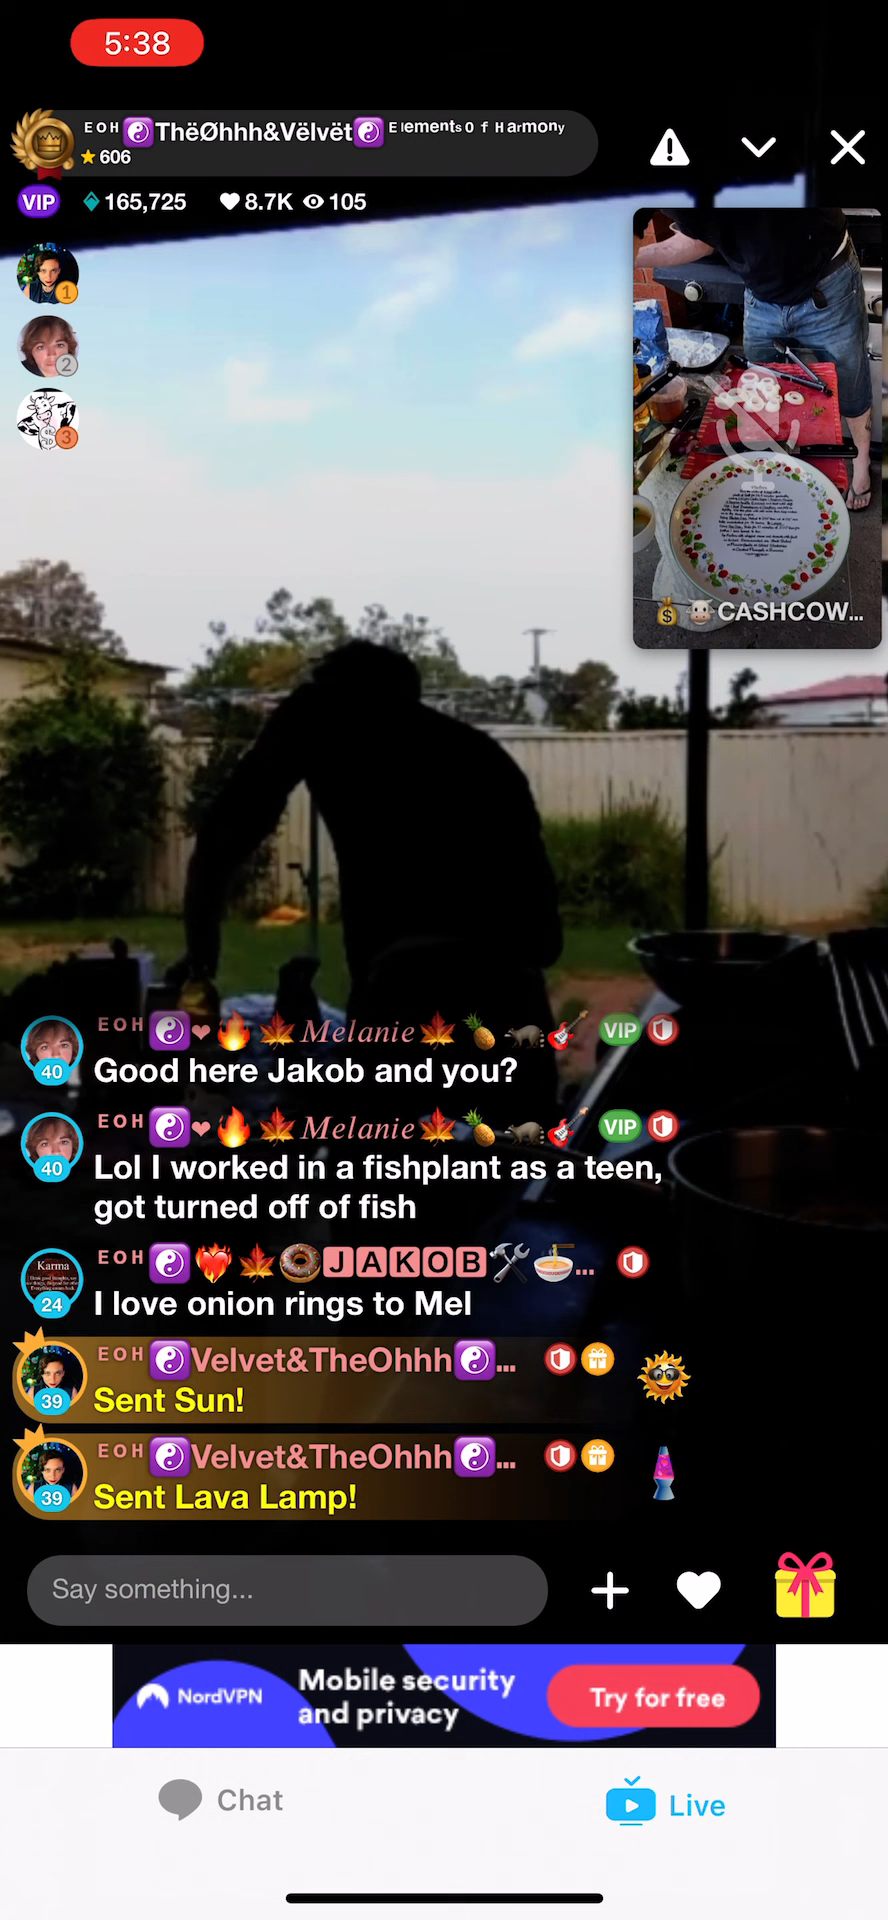 5:38
EOH☯️ThëØhhh&Vëlvët☯️ Elements Of Harmony
606
VIP 165,725 8.7K 105
1
2
3
💰🐮CASHCOW...
EOH☯️❤🔥🍁Melanie🍁🍍🦡🎸 VIP
40
Good here Jakob and you?
EOH☯️❤🔥🍁Melanie🍁🍍🦡🎸 VIP
40
Lol I worked in a fishplant as a teen,
got turned off of fish
Karma
EOH☯️❤️‍🔥🍁🍩JAKOB🛠️🍜...
24
I love onion rings to Mel
EOH☯️Velvet&TheOhhh☯️...
39
Sent Sun!
EOH☯️Velvet&TheOhhh☯️...
39
Sent Lava Lamp!
Say something...
NordVPN
Mobile security
and privacy
Try for free
Chat
Live